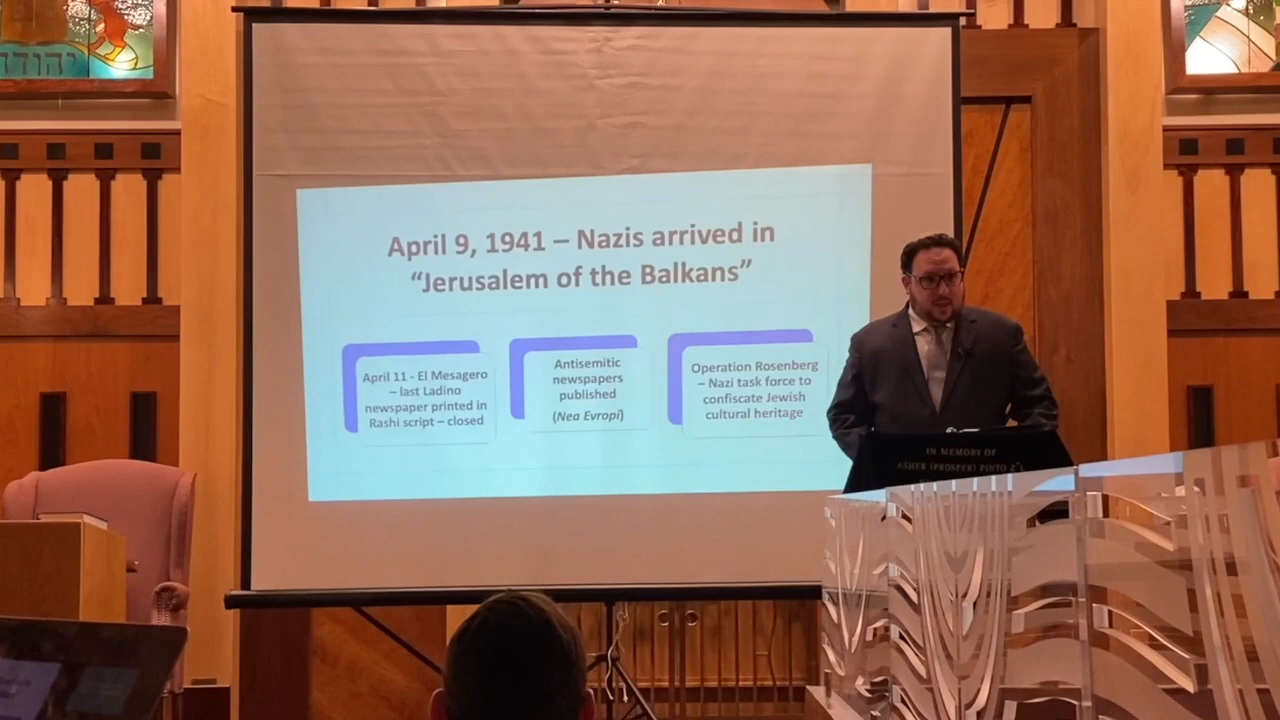 יהודה
April 9, 1941 – Nazis arrived in
“Jerusalem of the Balkans”
April 11 - El Mesagero
– last Ladino
newspaper printed in
Rashi script – closed
Antisemitic
newspapers
published
(Nea Evropi)
Operation Rosenberg
– Nazi task force to
confiscate Jewish
cultural heritage
IN MEMORY OF
ASHER (PROSPER) PINTO Z"L